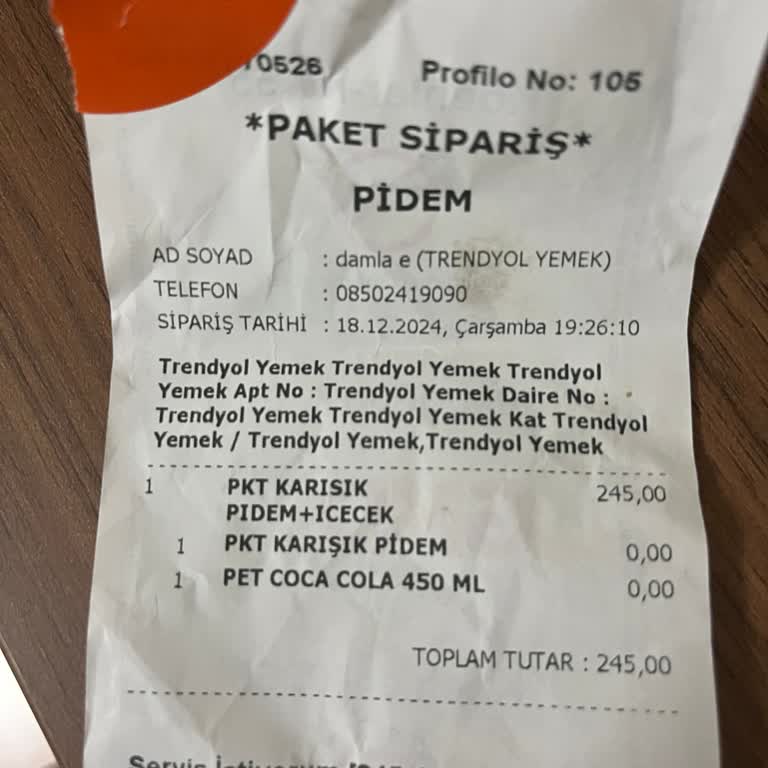 0526
Profilo No: 105
*PAKET SİPARİŞ*
PİDEM
AD SOYAD : damla e (TRENDYOL YEMEK)
TELEFON : 08502419090
SİPARİŞ TARİHİ : 18.12.2024, Çarşamba 19:26:10
Trendyol Yemek Trendyol Yemek Trendyol
Yemek Apt No : Trendyol Yemek Daire No :
Trendyol Yemek Trendyol Yemek Kat Trendyol
Yemek / Trendyol Yemek,Trendyol Yemek
1 PKT KARISIK 245,00
PIDEM+ICECEK
1 PKT KARIŞIK PİDEM 0,00
1 PET COCA COLA 450 ML 0,00
TOPLAM TUTAR : 245,00